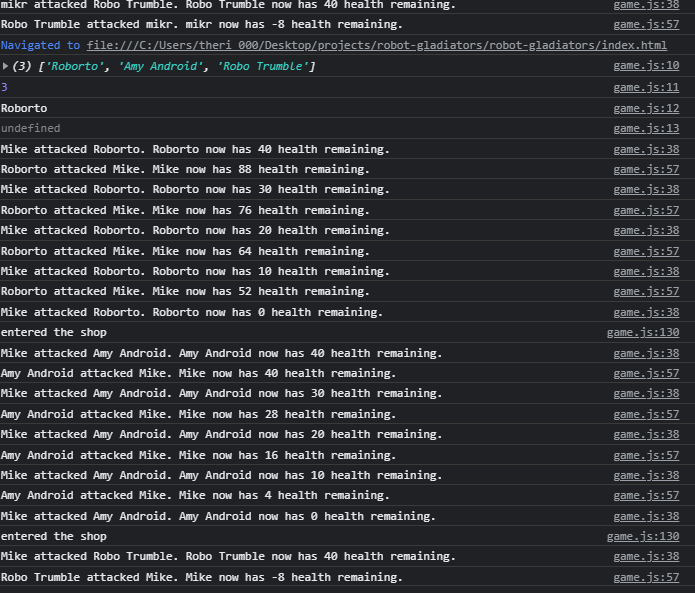 mikr attacked Robo Trumble. Robo Trumble now has 40 health remaining. game.js:38
Robo Trumble attacked mikr. mikr now has -8 health remaining. game.js:57
Navigated to file:///C:/Users/theri_000/Desktop/projects/robot-gladiators/robot-gladiators/index.html
(3) ['Roborto', 'Amy Android', 'Robo Trumble'] game.js:10
3 game.js:11
Roborto game.js:12
undefined game.js:13
Mike attacked Roborto. Roborto now has 40 health remaining. game.js:38
Roborto attacked Mike. Mike now has 88 health remaining. game.js:57
Mike attacked Roborto. Roborto now has 30 health remaining. game.js:38
Roborto attacked Mike. Mike now has 76 health remaining. game.js:57
Mike attacked Roborto. Roborto now has 20 health remaining. game.js:38
Roborto attacked Mike. Mike now has 64 health remaining. game.js:57
Mike attacked Roborto. Roborto now has 10 health remaining. game.js:38
Roborto attacked Mike. Mike now has 52 health remaining. game.js:57
Mike attacked Roborto. Roborto now has 0 health remaining. game.js:38
entered the shop game.js:130
Mike attacked Amy Android. Amy Android now has 40 health remaining. game.js:38
Amy Android attacked Mike. Mike now has 40 health remaining. game.js:57
Mike attacked Amy Android. Amy Android now has 30 health remaining. game.js:38
Amy Android attacked Mike. Mike now has 28 health remaining. game.js:57
Mike attacked Amy Android. Amy Android now has 20 health remaining. game.js:38
Amy Android attacked Mike. Mike now has 16 health remaining. game.js:57
Mike attacked Amy Android. Amy Android now has 10 health remaining. game.js:38
Amy Android attacked Mike. Mike now has 4 health remaining. game.js:57
Mike attacked Amy Android. Amy Android now has 0 health remaining. game.js:38
entered the shop game.js:130
Mike attacked Robo Trumble. Robo Trumble now has 40 health remaining. game.js:38
Robo Trumble attacked Mike. Mike now has -8 health remaining. game.js:57